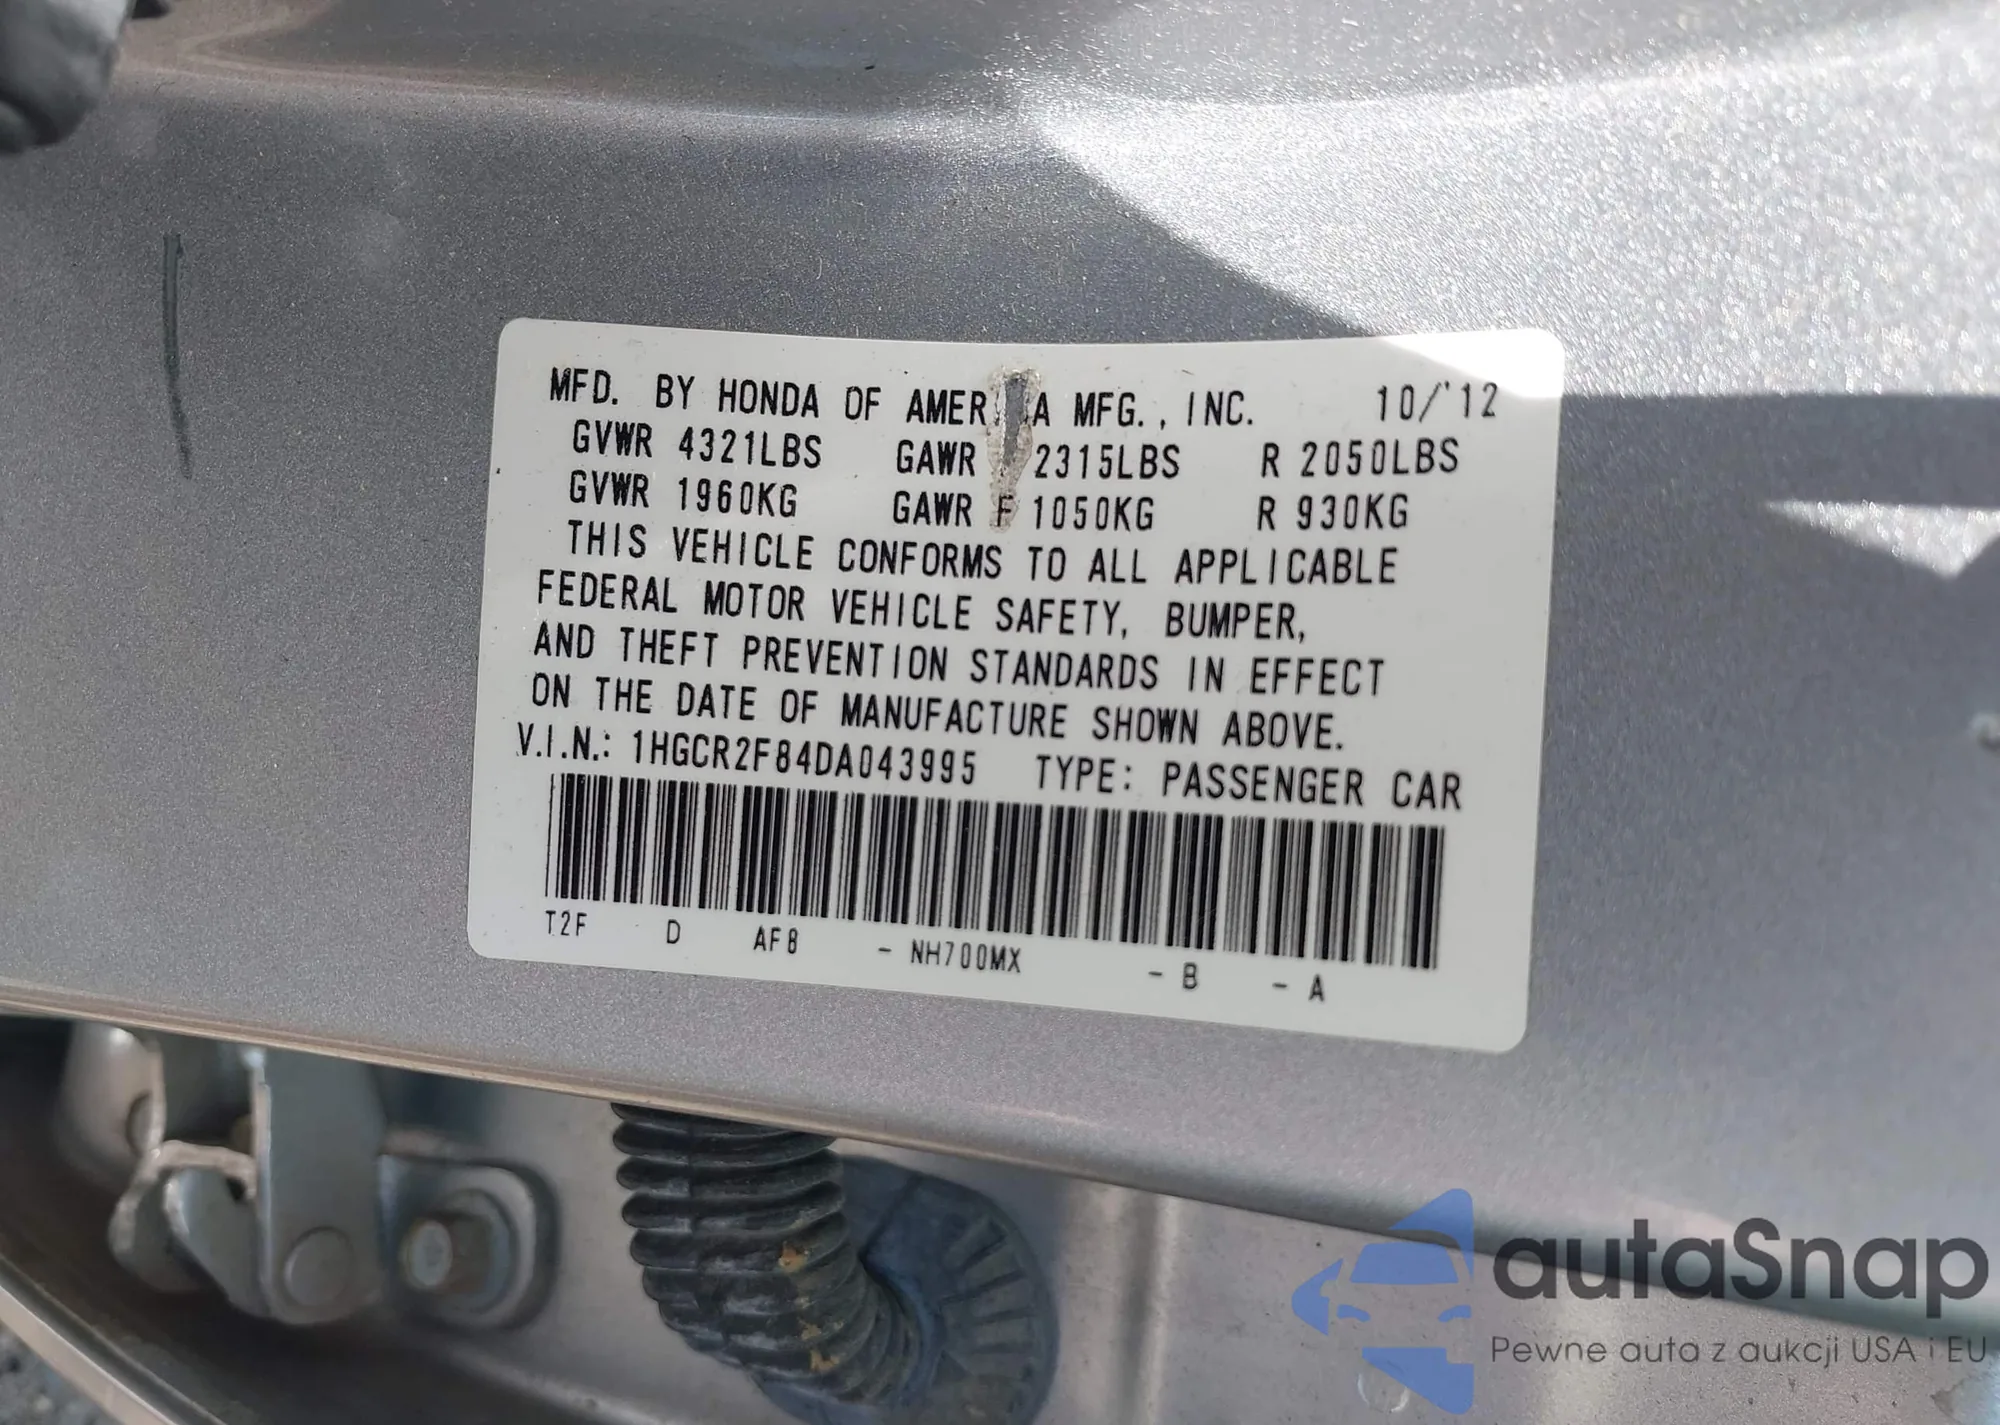 MFD. BY HONDA OF AMER A MFG., INC. 10/'12
GVWR 4321LBS GAWR 2315LBS R 2050LBS
GVWR 1960KG GAWR F 1050KG R 930KG
THIS VEHICLE CONFORMS TO ALL APPLICABLE
FEDERAL MOTOR VEHICLE SAFETY, BUMPER,
AND THEFT PREVENTION STANDARDS IN EFFECT
ON THE DATE OF MANUFACTURE SHOWN ABOVE.
V.I.N.: 1HGCR2F84DA043995 TYPE: PASSENGER CAR
T2F D AF8 - NH700MX - B - A
autaSnap
Pewne auta z aukcji USA i EU